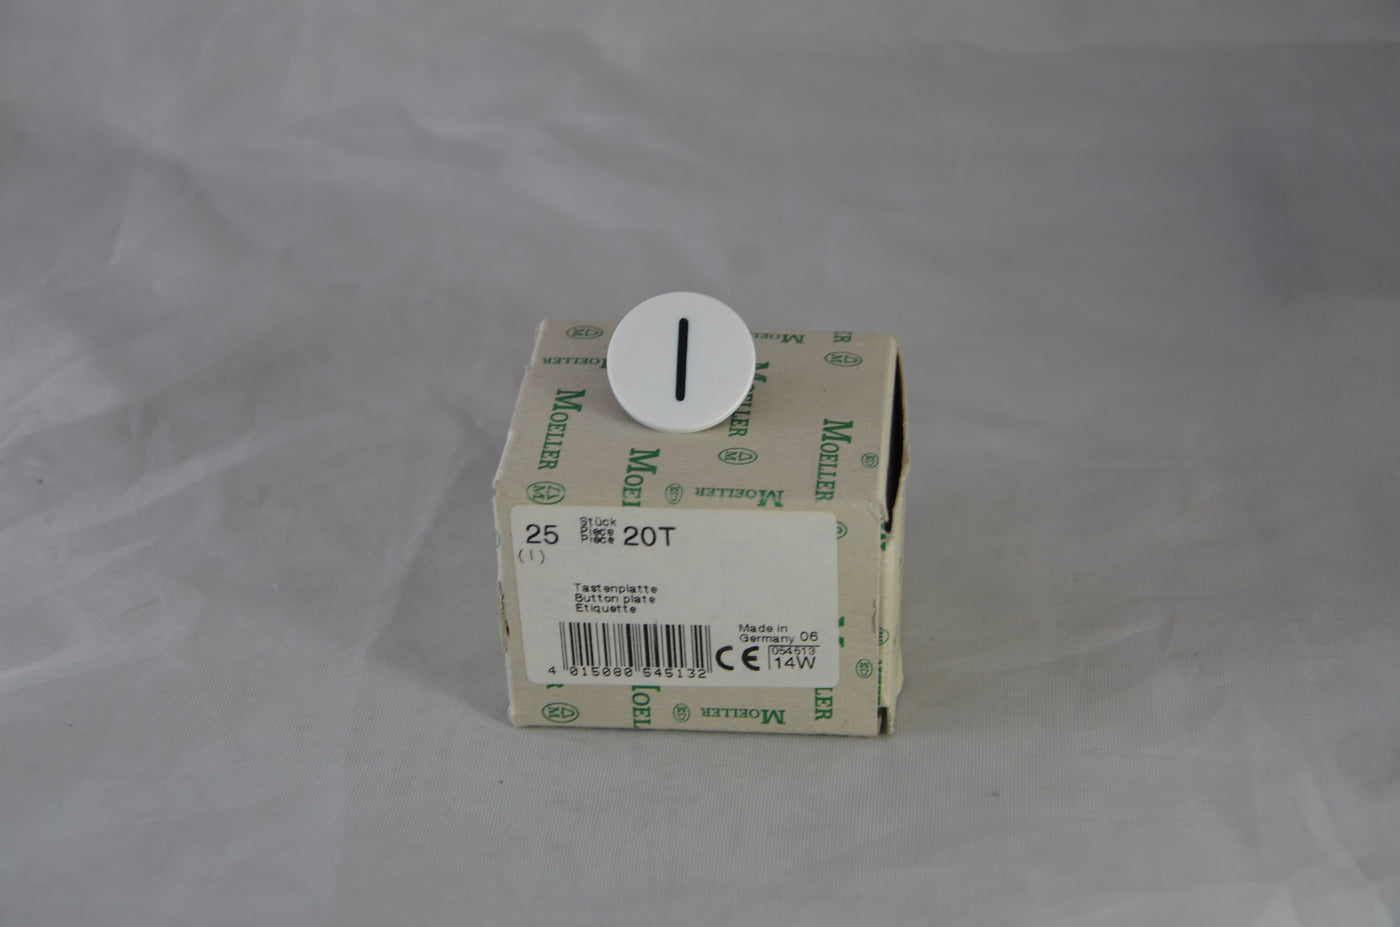 MOELLER
MOELLER
MOELLER
MOELLER
MOELLER
25 Stück
Piece
Pièce 20T
(I)
Tastenplatte
Button plate
Etiquette
Made in
Germany 06
CE
054513
14W
4 015080 545132
MOELLER